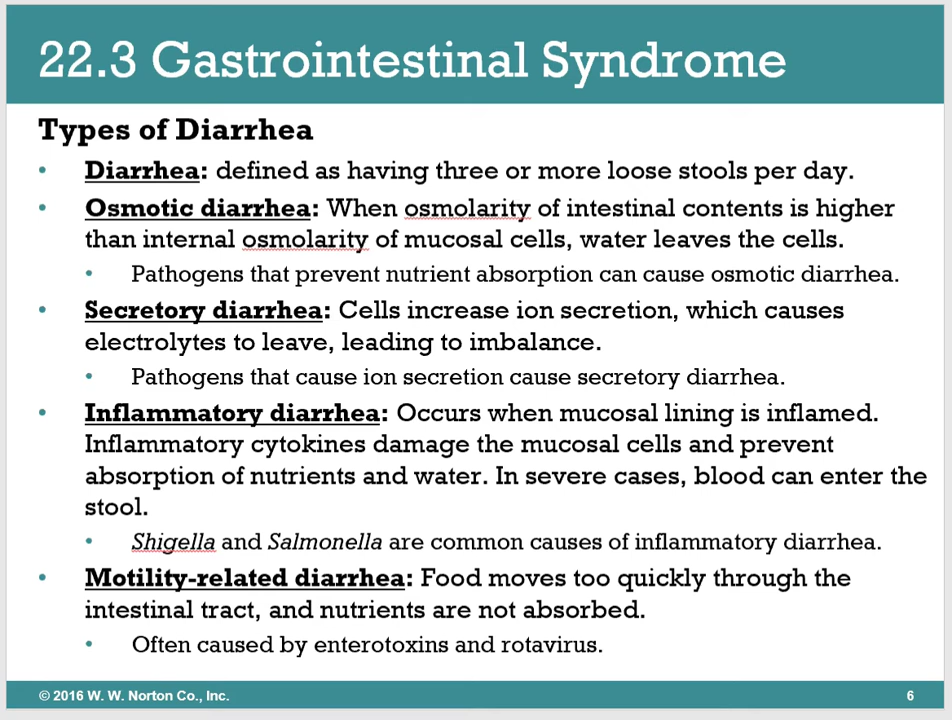 22.3 Gastrointestinal Syndrome
Types of Diarrhea
• Diarrhea: defined as having three or more loose stools per day.
• Osmotic diarrhea: When osmolarity of intestinal contents is higher
than internal osmolarity of mucosal cells, water leaves the cells.
• Pathogens that prevent nutrient absorption can cause osmotic diarrhea.
• Secretory diarrhea: Cells increase ion secretion, which causes
electrolytes to leave, leading to imbalance.
• Pathogens that cause ion secretion cause secretory diarrhea.
• Inflammatory diarrhea: Occurs when mucosal lining is inflamed.
Inflammatory cytokines damage the mucosal cells and prevent
absorption of nutrients and water. In severe cases, blood can enter the
stool.
• Shigella and Salmonella are common causes of inflammatory diarrhea.
• Motility-related diarrhea: Food moves too quickly through the
intestinal tract, and nutrients are not absorbed.
• Often caused by enterotoxins and rotavirus.
© 2016 W. W. Norton Co., Inc.
6